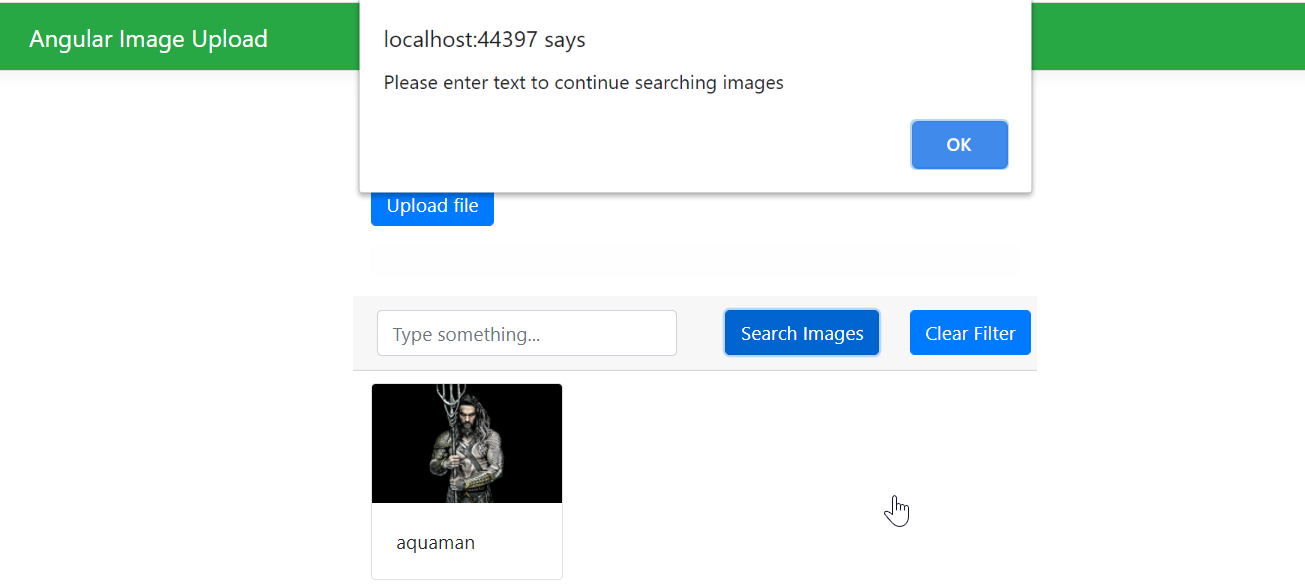 Angular Image Upload
localhost:44397 says
Please enter text to continue searching images
OK
Upload file
Type something...
Search Images
Clear Filter
aquaman